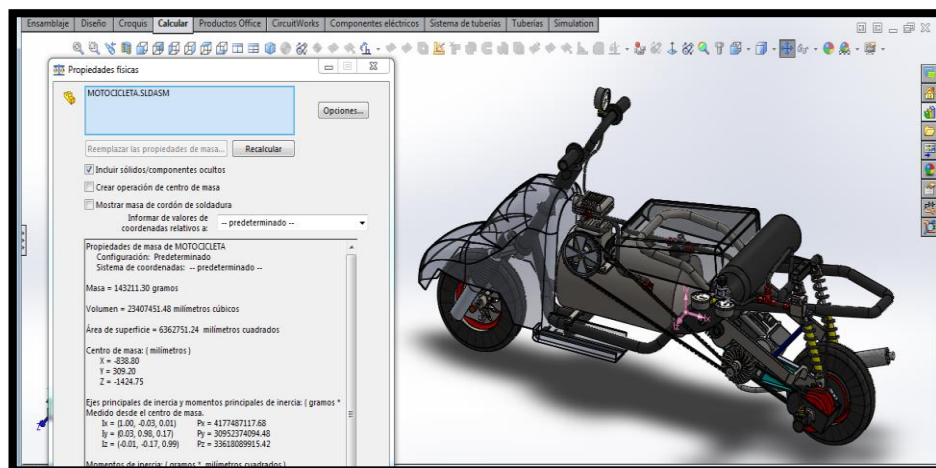 Ensamblaje Diseño Croquis Calcular Productos Office CircuitWorks Componentes eléctricos Sistema de tuberías Tuberías Simulation
Propiedades físicas
MOTOCICLETA.SLDASM
Opciones...
Reemplazar las propiedades de masa... Recalcular
Incluir sólidos/componentes ocultos
Crear operación de centro de masa
Mostrar masa de cordón de soldadura
Informar de valores de
coordenadas relativos a: -- predeterminado --
Propiedades de masa de MOTOCICLETA
Configuración: Predeterminado
Sistema de coordenadas: -- predeterminado --
Masa = 143211.30 gramos
Volumen = 23407451.48 milímetros cúbicos
Área de superficie = 6362751.24 milímetros cuadrados
Centro de masa: ( milímetros )
X = -838.80
Y = 309.20
Z = -1424.75
Ejes principales de inercia y momentos principales de inercia: ( gramos *
Medido desde el centro de masa.
Ix = (1.00, -0.03, 0.01) Px = 4177487117.68
Iy = (0.03, 0.98, 0.17) Py = 30952374094.48
Iz = (-0.01, -0.17, 0.99) Pz = 33618089915.42
Momentos de inercia: ( gramos * milímetros cuadrados )